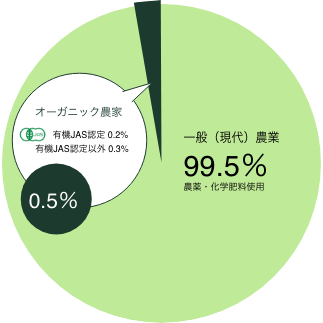 オーガニック農家
JAS 有機JAS認定 0.2%
有機JAS認定以外 0.3%
0.5%
一般（現代）農業
99.5%
農薬・化学肥料使用